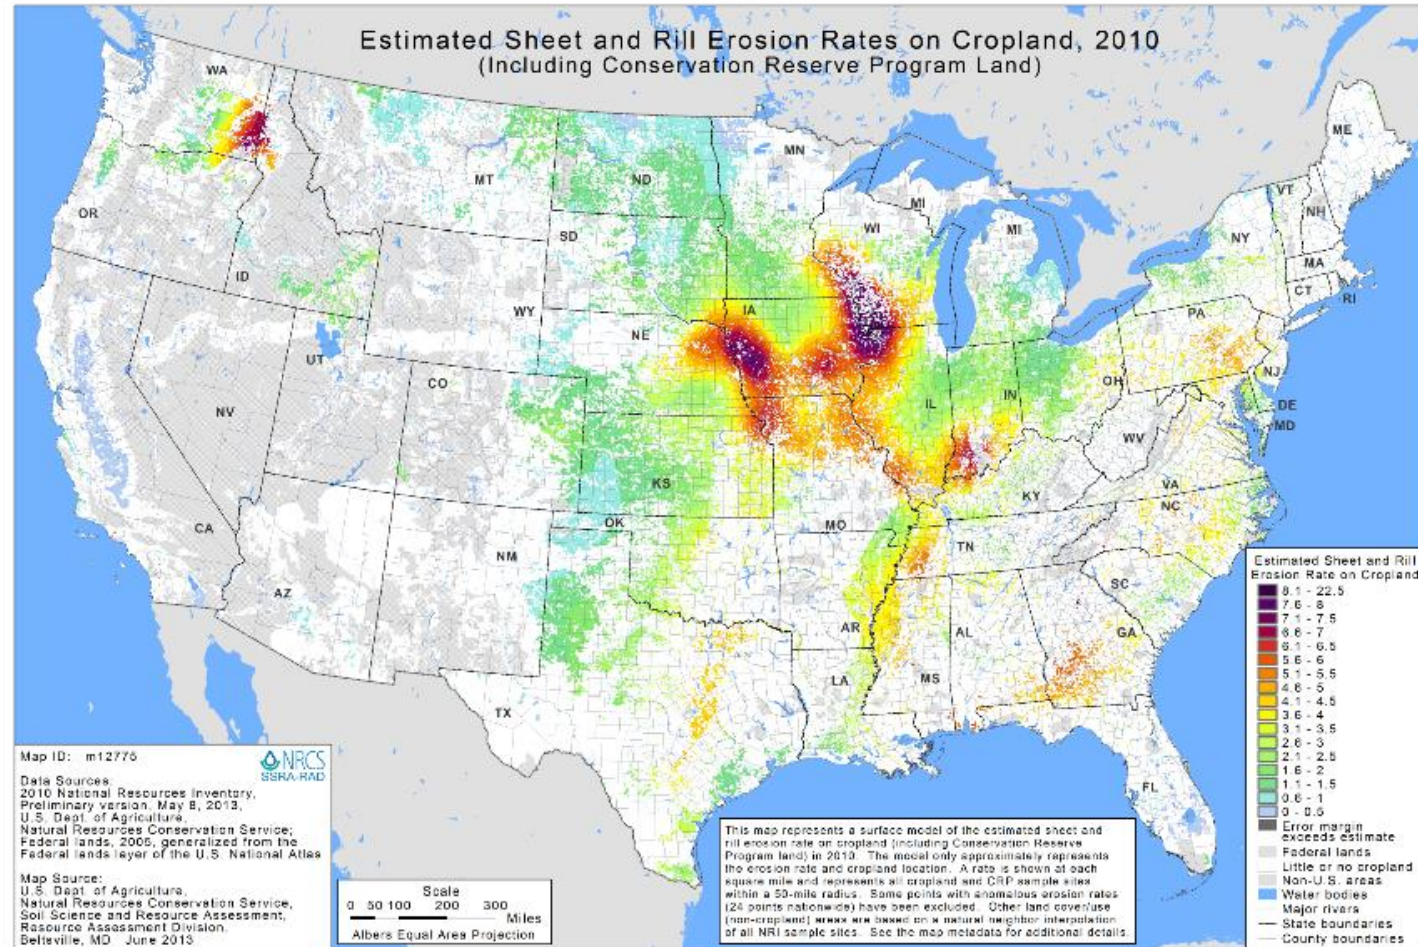 Estimated Sheet and Rill Erosion Rates on Cropland, 2010
(Including Conservation Reserve Program Land)
WA
ME
MN
MT
ND
VT
MI
OR
NH
WI
MI
SD
NY
MA
ID
CT
RI
WY
IA
PA
NE
UT
NJ
CO
OH
IN
IL
DE
NV
MD
WV
KS
VA
KY
NC
OK
CA
MO
NM
TN
SC
AZ
AR
AL
GA
MS
LA
TX
FL
Estimated Sheet and Rill
Erosion Rate on Cropland
8.1 - 22.5
7.6 - 8
7.1 - 7.5
6.6 - 7
6.1 - 6.5
5.6 - 6
5.1 - 5.5
4.6 - 5
4.1 - 4.5
3.6 - 4
3.1 - 3.5
2.6 - 3
2.1 - 2.5
1.6 - 2
1.1 - 1.5
0.6 - 1
0 - 0.5
Error margin
exceeds estimate
Federal lands
Little or no cropland
Non-U.S. areas
Water bodies
Major rivers
State boundaries
County boundaries
Map ID: m12775
NRCS
SSRA-RAD
Data Sources:
2010 National Resources Inventory,
Preliminary version, May 8, 2013,
U.S. Dept. of Agriculture,
Natural Resources Conservation Service;
Federal lands, 2005, generalized from the
Federal lands layer of the U.S. National Atlas
Map Source:
U.S. Dept. of Agriculture,
Natural Resources Conservation Service,
Soil Science and Resource Assessment,
Resource Assessment Division,
Beltsville, MD June 2013
Scale
0 50 100 200 300
Miles
Albers Equal Area Projection
This map represents a surface model of the estimated sheet and
rill erosion rate on cropland (including Conservation Reserve
Program land) in 2010. The model only approximately represents
the erosion rate and cropland location. A rate is shown at each
square mile and represents all cropland and CRP sample sites
within a 50-mile radius. Some points with anomalous erosion rates
(24 points nationwide) have been excluded. Other land cover/use
(non-cropland) areas are based on a natural neighbor interpolation
of all NRI sample sites. See the map metadata for additional details.